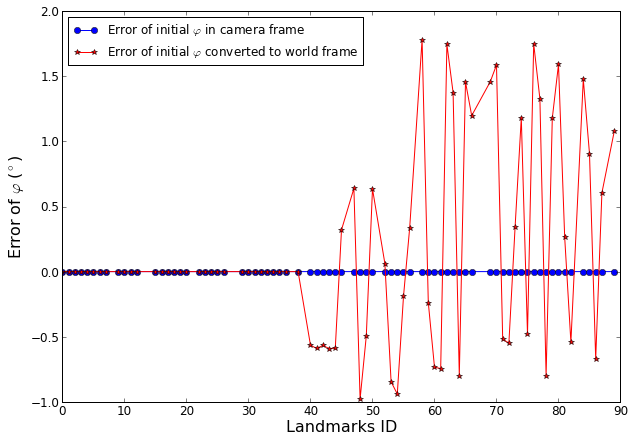 Error of initial φ in camera frame
Error of initial φ converted to world frame
Error of φ (°)
2.0
1.5
1.0
0.5
0.0
−0.5
−1.0
0 10 20 30 40 50 60 70 80 90
Landmarks ID